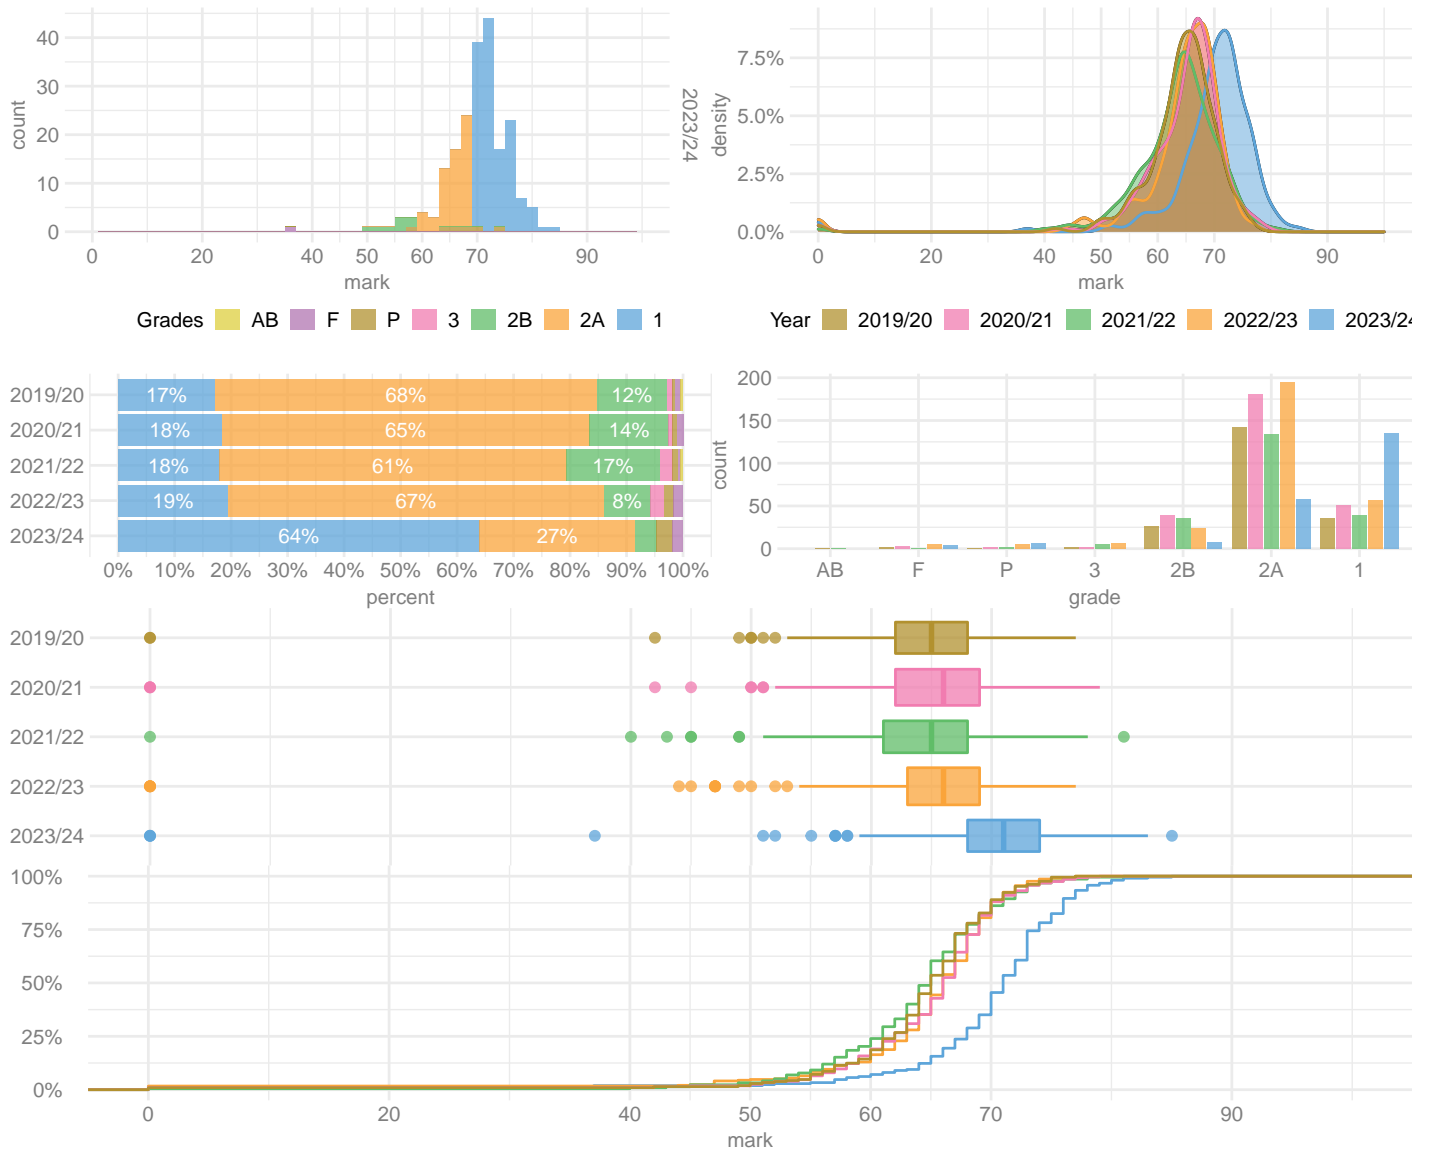 40
30
20
10
0
count
0 20 40 50 60 70 90
mark
2023/24
7.5%
5.0%
2.5%
0.0%
density
0 20 40 50 60 70 90
mark
Grades AB F P 3 2B 2A 1
Year 2019/20 2020/21 2021/22 2022/23 2023/24
2019/20 17% 68% 12%
2020/21 18% 65% 14%
2021/22 18% 61% 17%
2022/23 19% 67% 8%
2023/24 64% 27%
0% 10% 20% 30% 40% 50% 60% 70% 80% 90% 100%
percent
200
150
100
50
0
count
AB F P 3 2B 2A 1
grade
2019/20
2020/21
2021/22
2022/23
2023/24
100%
75%
50%
25%
0%
0 20 40 50 60 70 90
mark